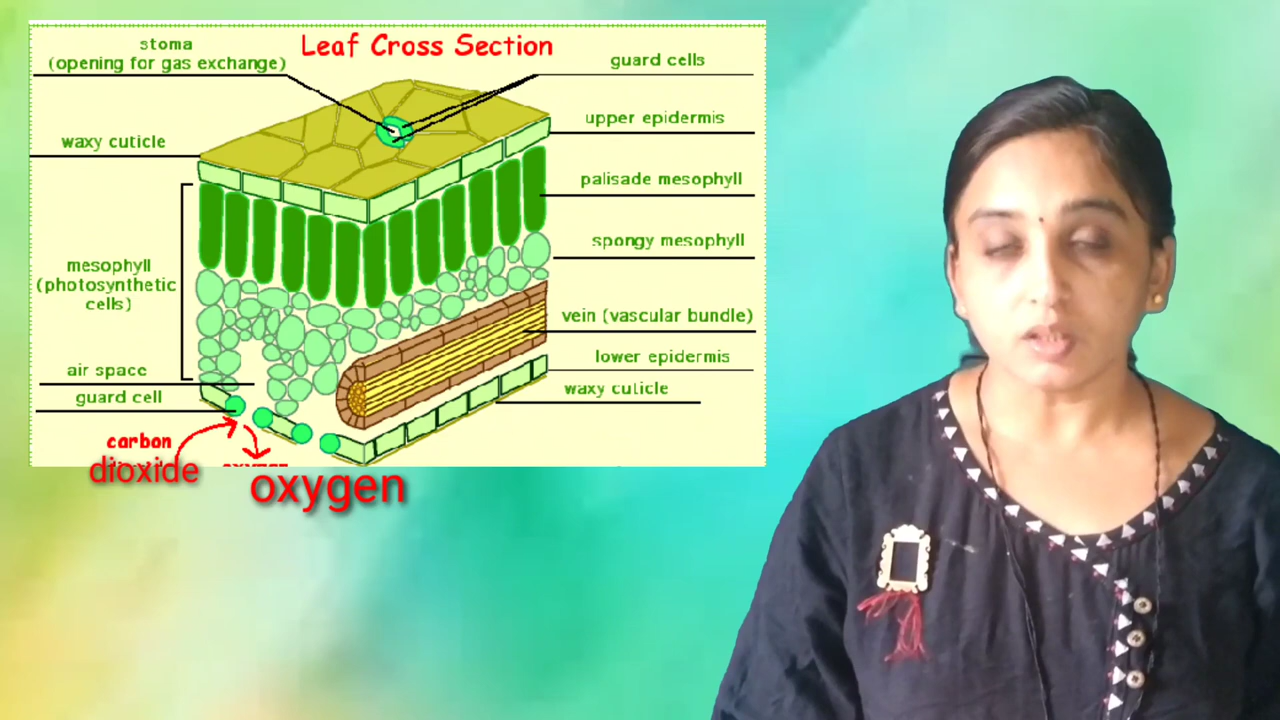 Leaf Cross Section
stoma
(opening for gas exchange)
waxy cuticle
mesophyll
(photosynthetic
cells)
air space
guard cell
carbon
dioxide
oxygen
guard cells
upper epidermis
palisade mesophyll
spongy mesophyll
vein (vascular bundle)
lower epidermis
waxy cuticle